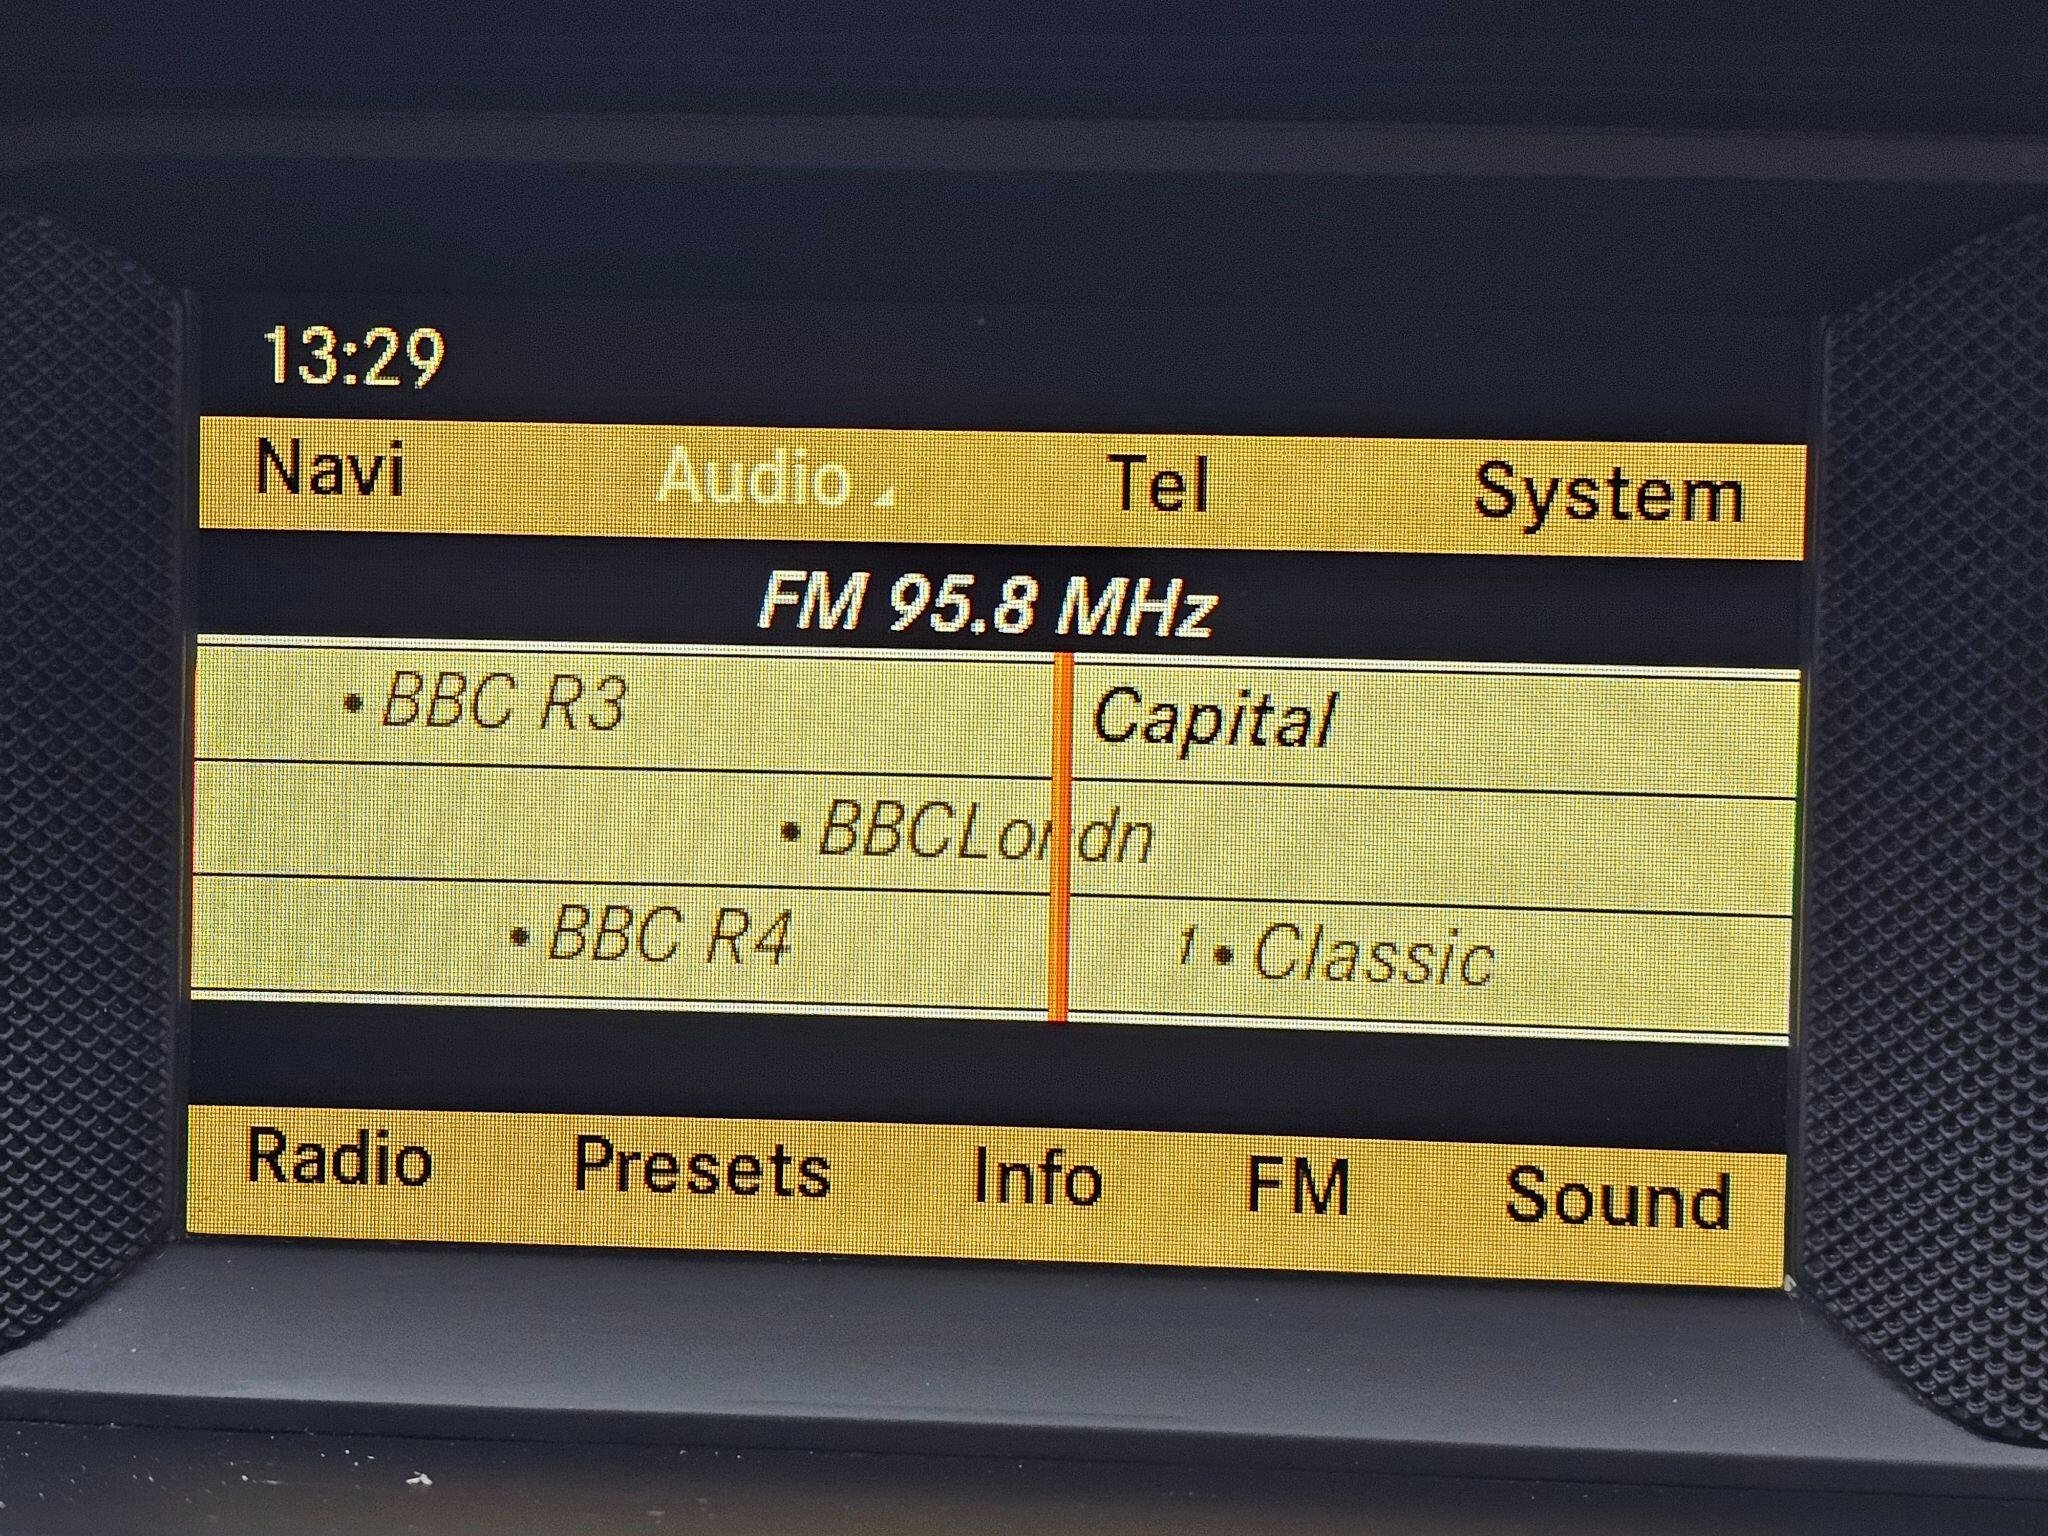 13:29
Navi Audio Tel System
FM 95.8 MHz
• BBC R3 Capital
• BBCLondn
• BBC R4 1 • Classic
Radio Presets Info FM Sound